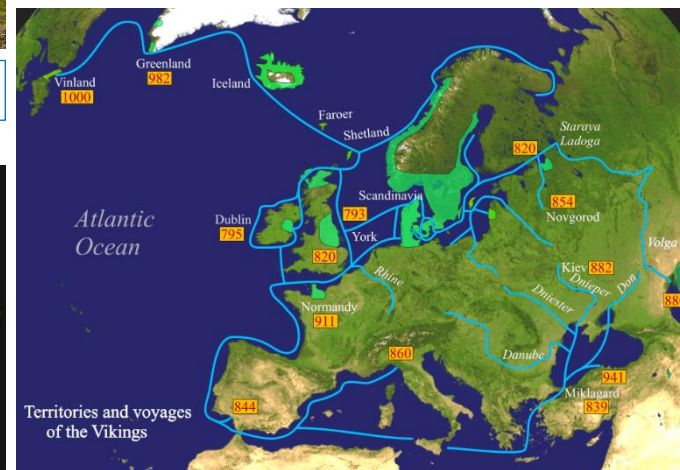 Vinland
1000
Greenland
982
Iceland
Faroer
Shetland
Staraya
Ladoga
820
Scandinavia
854
Novgorod
Dublin
795
793
York
820
Atlantic
Ocean
Rhine
Kiev 882
Dnieper
Don
Volga
Dniester
Normandy
911
860
Danube
941
Miklagard
839
844
Territories and voyages
of the Vikings